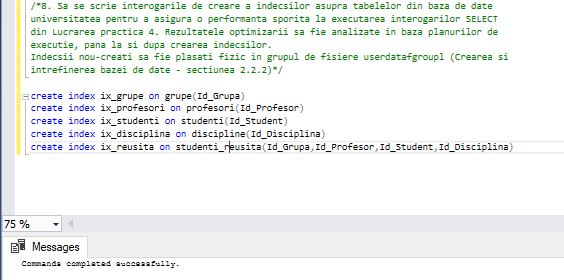 /*8. Sa se scrie interogarile de creare a indecsilor asupra tabelelor din baza de date
universitatea pentru a asigura o performanta sporita la executarea interogarilor SELECT
din Lucrarea practica 4. Rezultatele optimizarii sa fie analizate in baza planurilor de
executie, pana la si dupa crearea indecsilor.
Indecsii nou-creati sa fie plasati fizic in grupul de fisiere userdatafgroupl (Crearea si
intrefinerea bazei de date - sectiunea 2.2.2)*/
create index ix_grupe on grupe(Id_Grupa)
create index ix_profesori on profesori(Id_Profesor)
create index ix_studenti on studenti(Id_Student)
create index ix_disciplina on discipline(Id_Disciplina)
create index ix_reusita on studenti_reusita(Id_Grupa,Id_Profesor,Id_Student,Id_Disciplina)
75 %
Messages
Commands completed successfully.